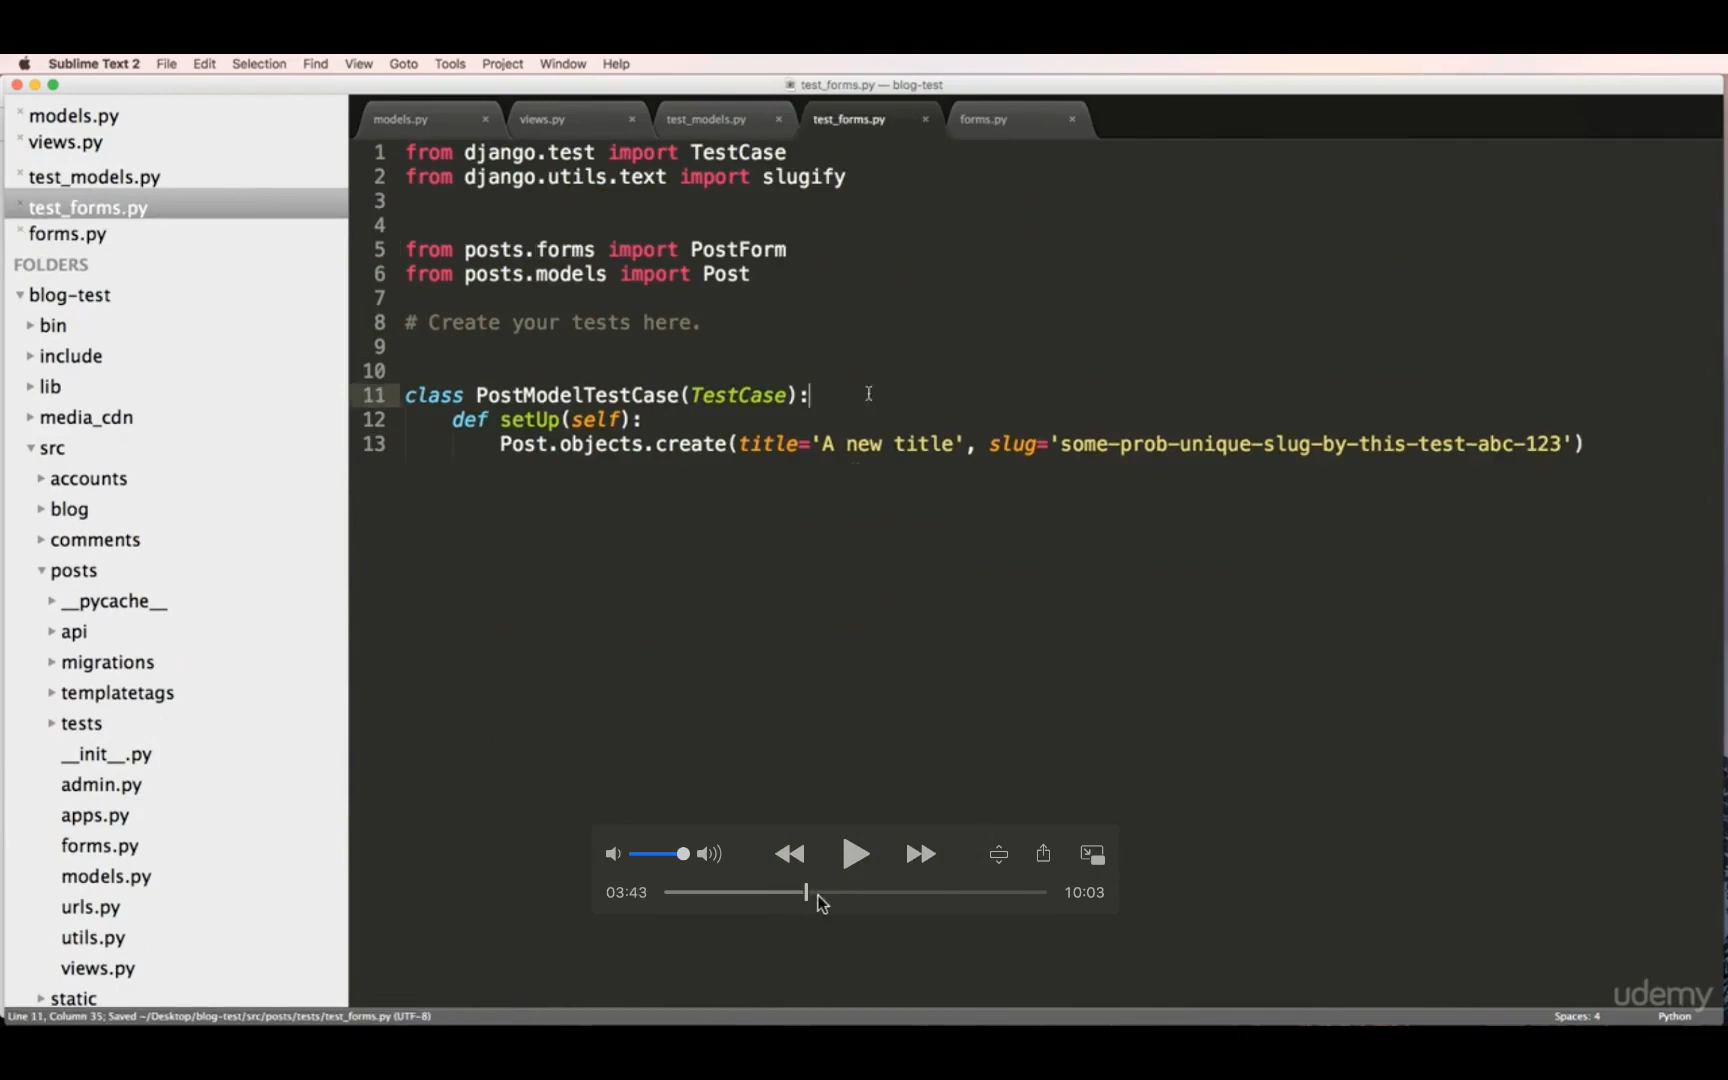 Sublime Text 2 File Edit Selection Find View Goto Tools Project Window Help
test_forms.py — blog-test
models.py
views.py
test_models.py
test_forms.py
forms.py
FOLDERS
blog-test
bin
include
lib
media_cdn
src
accounts
blog
comments
posts
__pycache__
api
migrations
templatetags
tests
__init__.py
admin.py
apps.py
forms.py
models.py
urls.py
utils.py
views.py
static
models.py × views.py × test_models.py × test_forms.py × forms.py ×
1 from django.test import TestCase
2 from django.utils.text import slugify
3
4
5 from posts.forms import PostForm
6 from posts.models import Post
7
8 # Create your tests here.
9
10
11 class PostModelTestCase(TestCase):
12 def setUp(self):
13 Post.objects.create(title='A new title', slug='some-prob-unique-slug-by-this-test-abc-123')
03:43 10:03
udemy
Line 11, Column 35; Saved ~/Desktop/blog-test/src/posts/tests/test_forms.py (UTF-8) Spaces: 4 Python